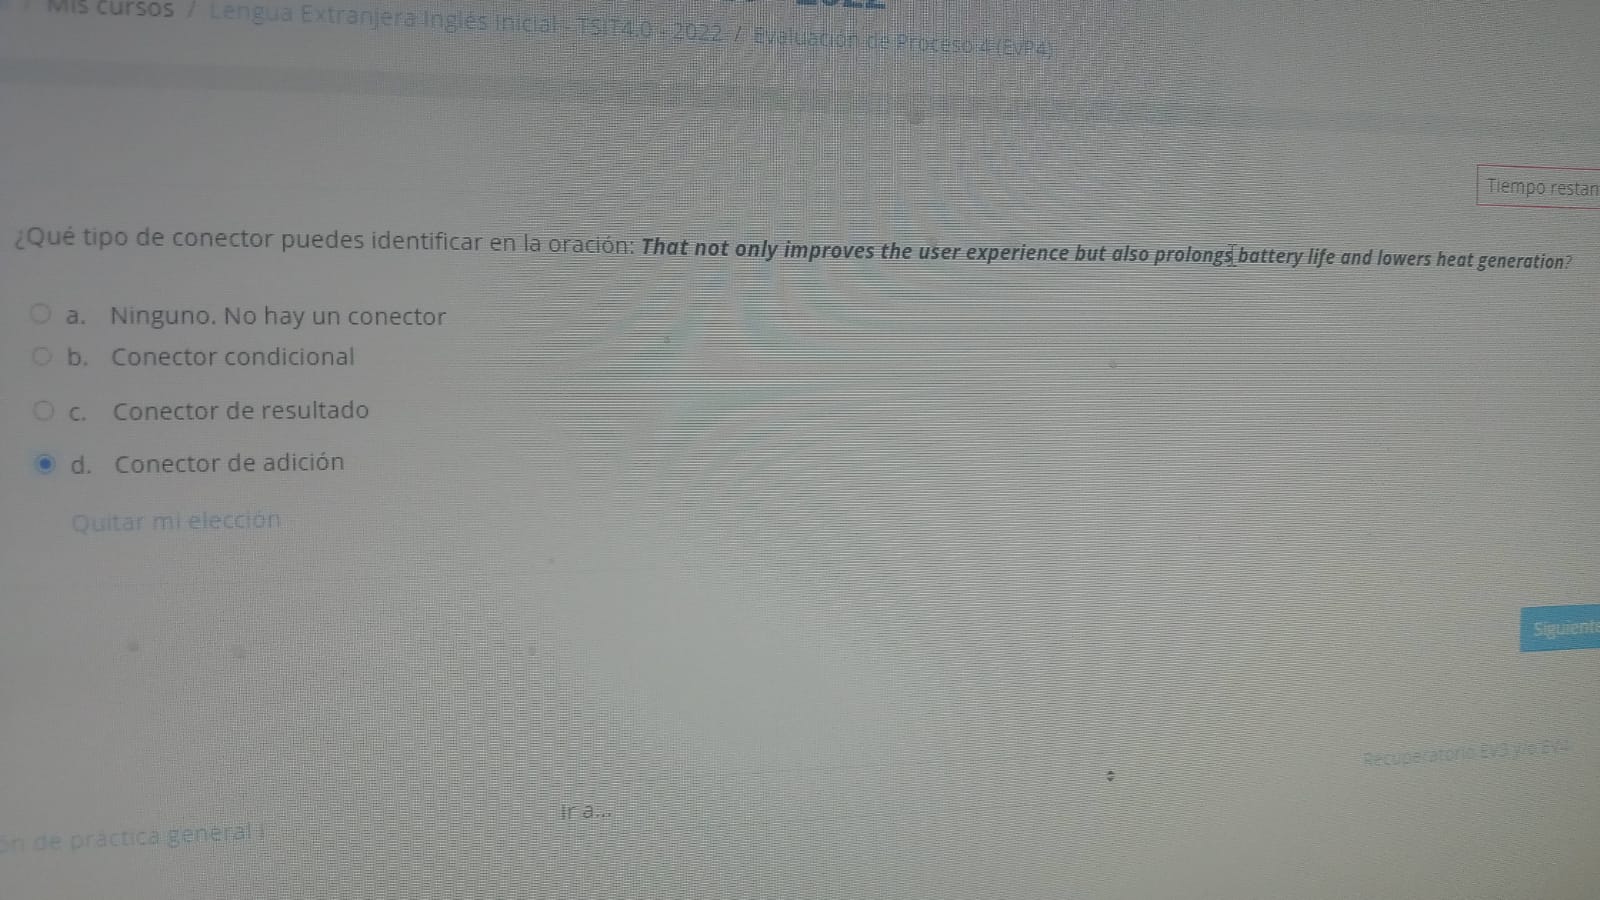 Mis cursos / Lengua Extranjera Inglés Inicial - TSIT4.0 - 2022 / Evaluación de Proceso 4 (EvP4)
Tiempo restan
¿Qué tipo de conector puedes identificar en la oración: That not only improves the user experience but also prolongs battery life and lowers heat generation?
a. Ninguno. No hay un conector
b. Conector condicional
c. Conector de resultado
d. Conector de adición
Quitar mi elección
Siguiente
Recuperatorio Ev3 y/o
Ir a...
ón de práctica general